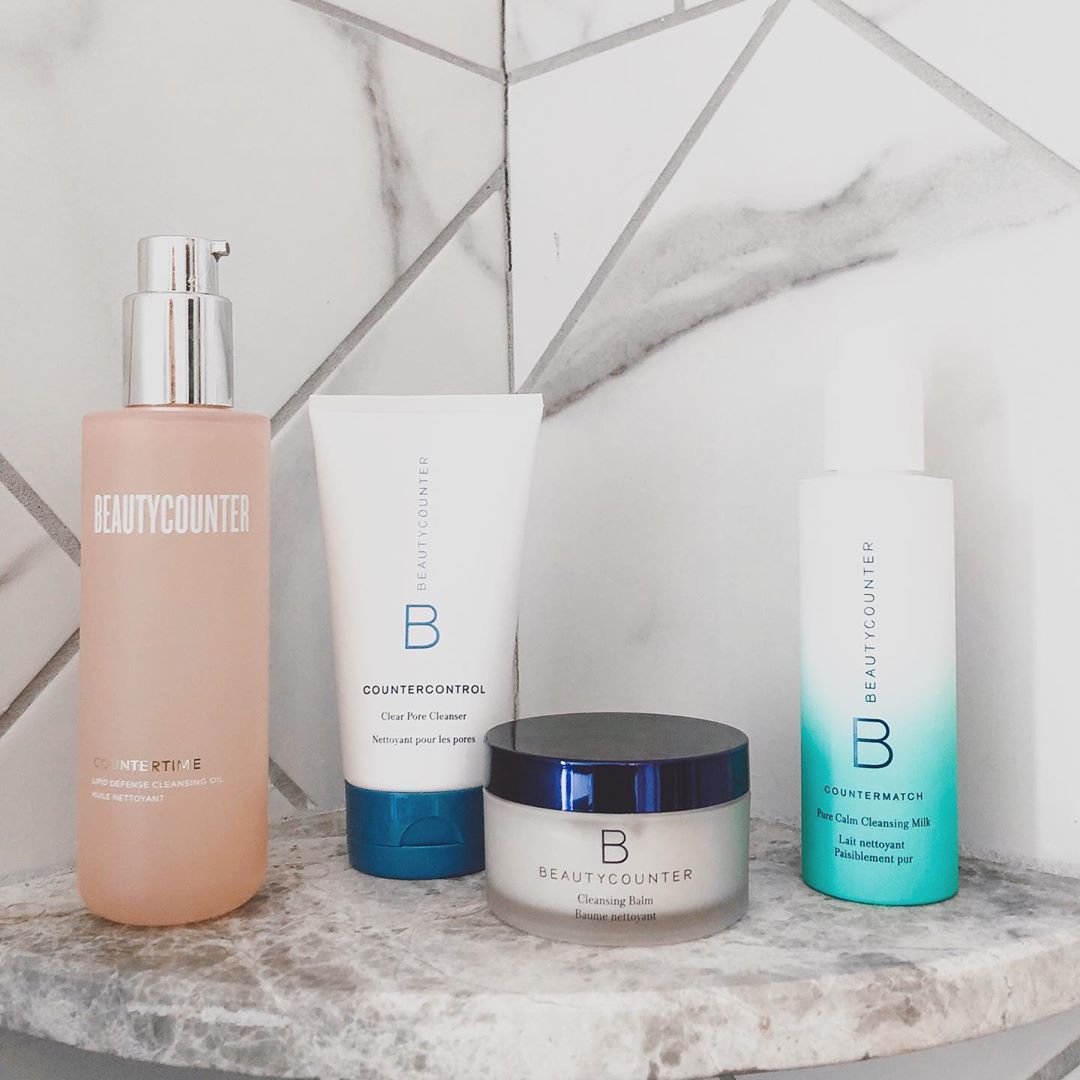 BEAUTYCOUNTER
COUNTERTIME
LIPID DEFENSE CLEANSING OIL
HUILE NETTOYANT
BEAUTYCOUNTER
B
COUNTERCONTROL
Clear Pore Cleanser
Nettoyant pour les pores
B
BEAUTYCOUNTER
Cleansing Balm
Baume nettoyant
BEAUTYCOUNTER
B
COUNTERMATCH
Pure Calm Cleansing Milk
Lait nettoyant
Paisiblement pur